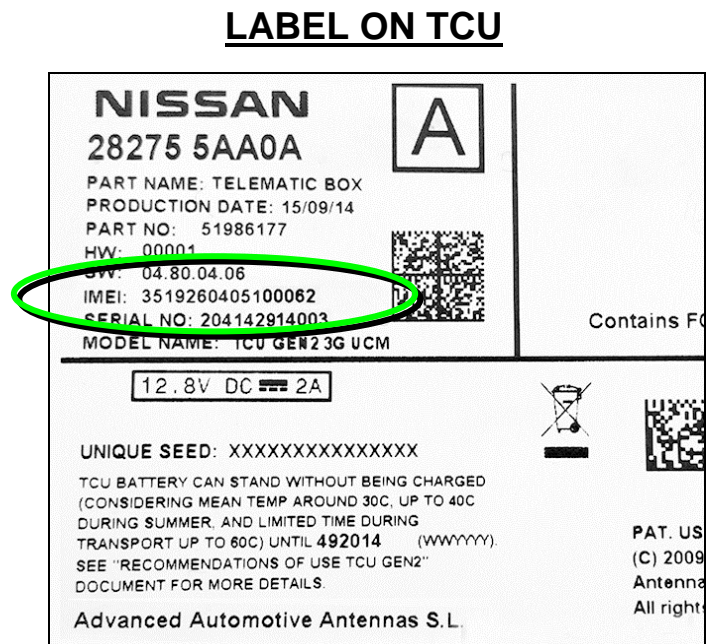 LABEL ON TCU
NISSAN
A
28275 5AA0A
PART NAME: TELEMATIC BOX
PRODUCTION DATE: 15/09/14
PART NO: 51986177
HW: 00001
SW: 04.80.04.06
IMEI: 3519260405100062
SERIAL NO: 204142914003
MODEL NAME: TCU GEN2 3G UCM
Contains FC
12.8V DC 2A
UNIQUE SEED: XXXXXXXXXXXXXXX
TCU BATTERY CAN STAND WITHOUT BEING CHARGED
(CONSIDERING MEAN TEMP AROUND 30C, UP TO 40C
DURING SUMMER, AND LIMITED TIME DURING
TRANSPORT UP TO 60C) UNTIL 492014 (WWYYYY).
SEE "RECOMMENDATIONS OF USE TCU GEN2"
DOCUMENT FOR MORE DETAILS.
Advanced Automotive Antennas S.L.
PAT. US
(C) 2009
Antenna
All rights